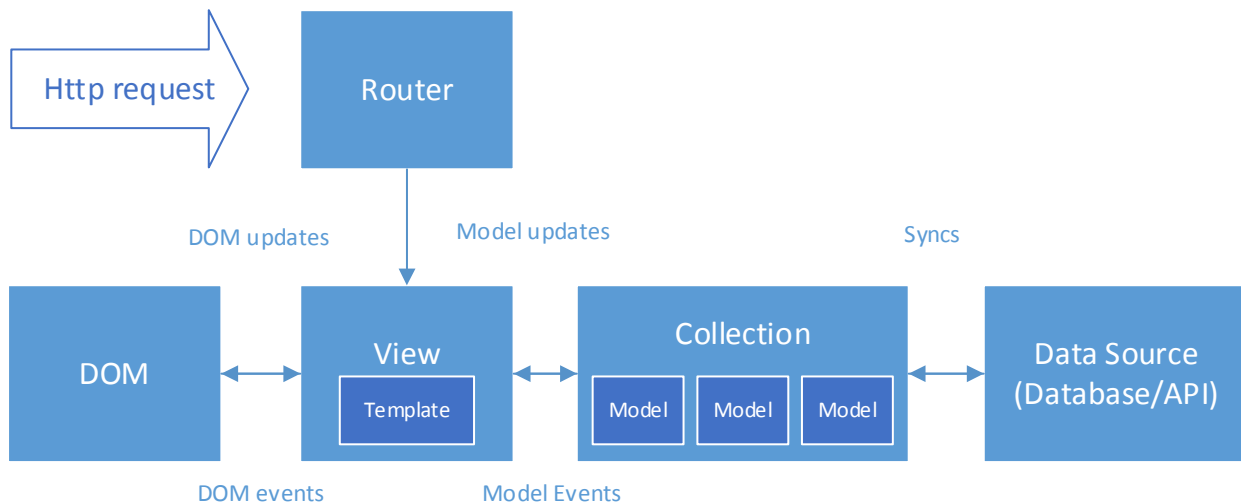 Http request
Router
DOM updates
Model updates
Syncs
DOM
View
Template
Collection
Model
Model
Model
Data Source
(Database/API)
DOM events
Model Events